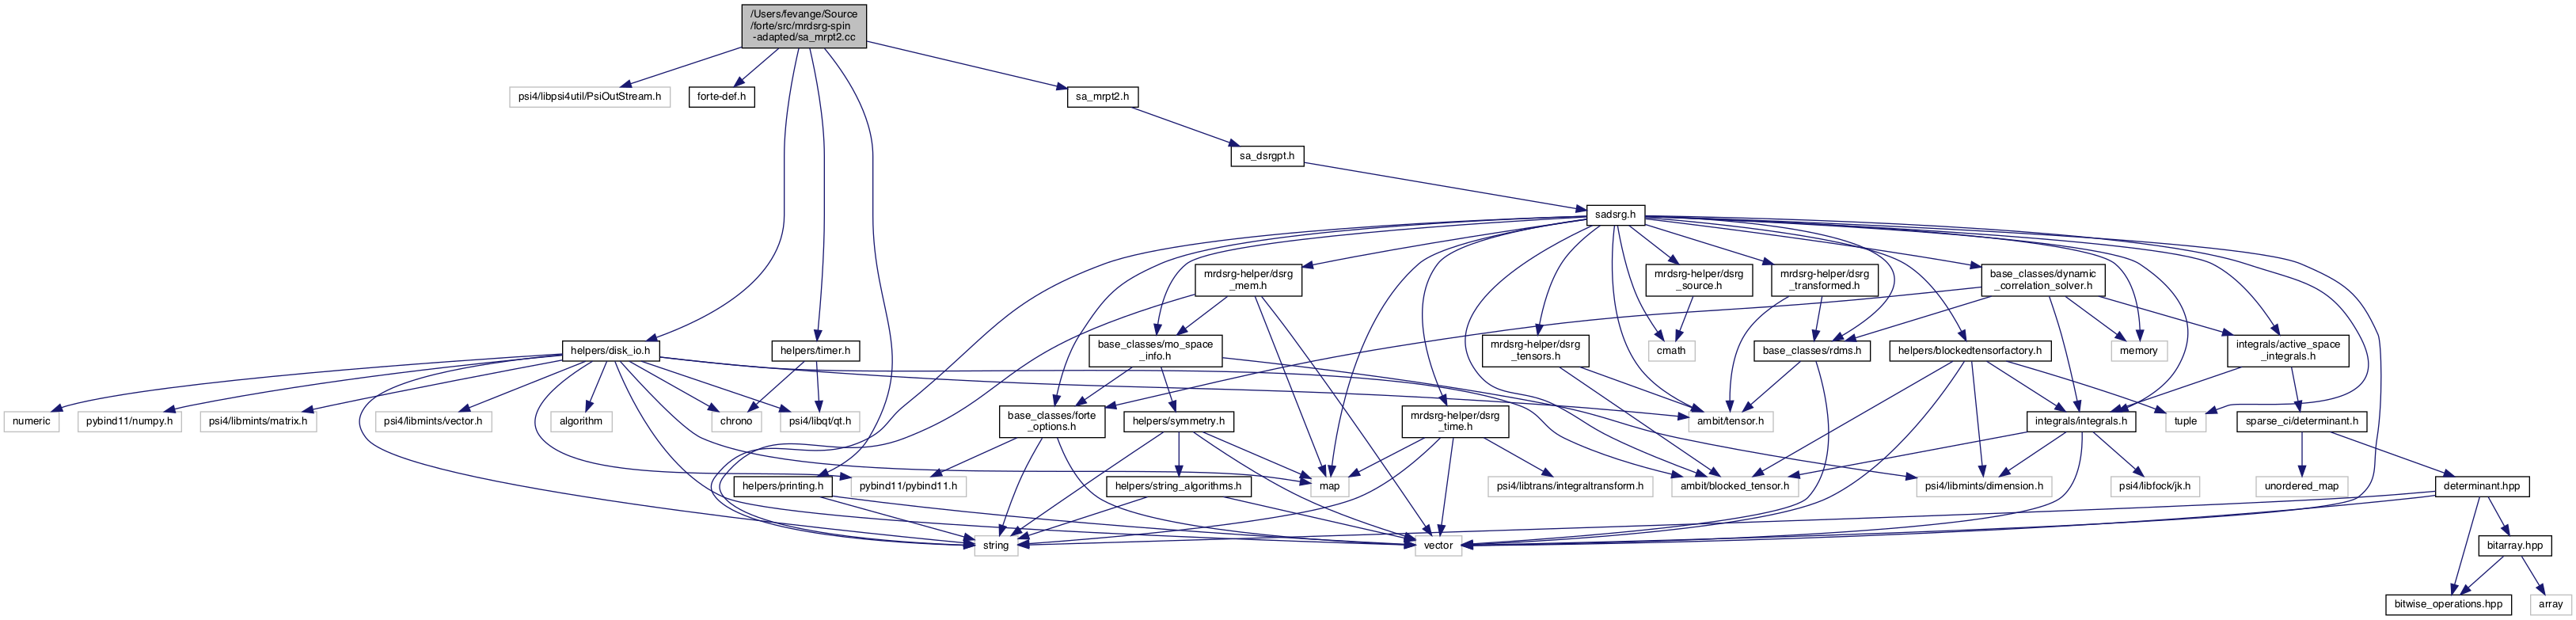 /Users/fevange/Source
/forte/src/mrdsrg-spin
-adapted/sa_mrpt2.cc
psi4/libpsi4util/PsiOutStream.h
forte-def.h
sa_mrpt2.h
sa_dsrgpt.h
sadsrg.h
mrdsrg-helper/dsrg
_mem.h
mrdsrg-helper/dsrg
_source.h
mrdsrg-helper/dsrg
_transformed.h
base_classes/dynamic
_correlation_solver.h
helpers/disk_io.h
helpers/timer.h
base_classes/mo_space
_info.h
mrdsrg-helper/dsrg
_tensors.h
cmath
base_classes/rdms.h
helpers/blockedtensorfactory.h
memory
integrals/active_space
_integrals.h
numeric
pybind11/numpy.h
psi4/libmints/matrix.h
psi4/libmints/vector.h
algorithm
chrono
psi4/libqt/qt.h
base_classes/forte
_options.h
helpers/symmetry.h
mrdsrg-helper/dsrg
_time.h
ambit/tensor.h
integrals/integrals.h
tuple
sparse_ci/determinant.h
helpers/printing.h
pybind11/pybind11.h
helpers/string_algorithms.h
map
psi4/libtrans/integraltransform.h
ambit/blocked_tensor.h
psi4/libmints/dimension.h
psi4/libfock/jk.h
unordered_map
determinant.hpp
string
vector
bitarray.hpp
bitwise_operations.hpp
array